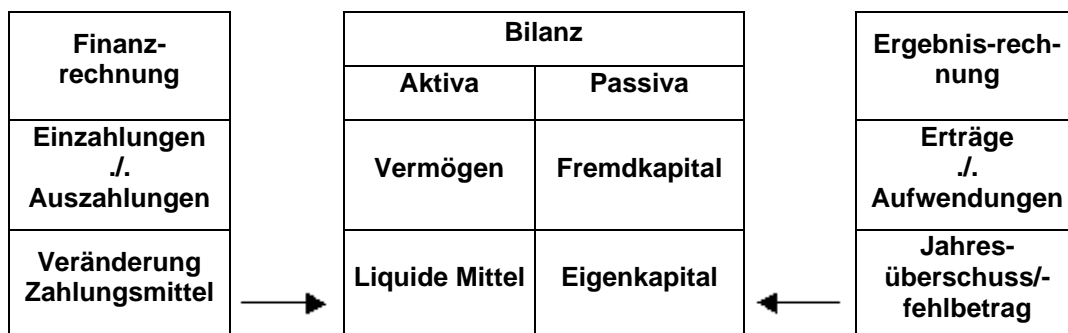 Finanz-
rechnung
Einzahlungen
./.
Auszahlungen
Veränderung
Zahlungsmittel
Bilanz
Aktiva
Passiva
Vermögen
Fremdkapital
Liquide Mittel
Eigenkapital
Ergebnis-rech-
nung
Erträge
./.
Aufwendungen
Jahres-
überschuss/-
fehlbetrag